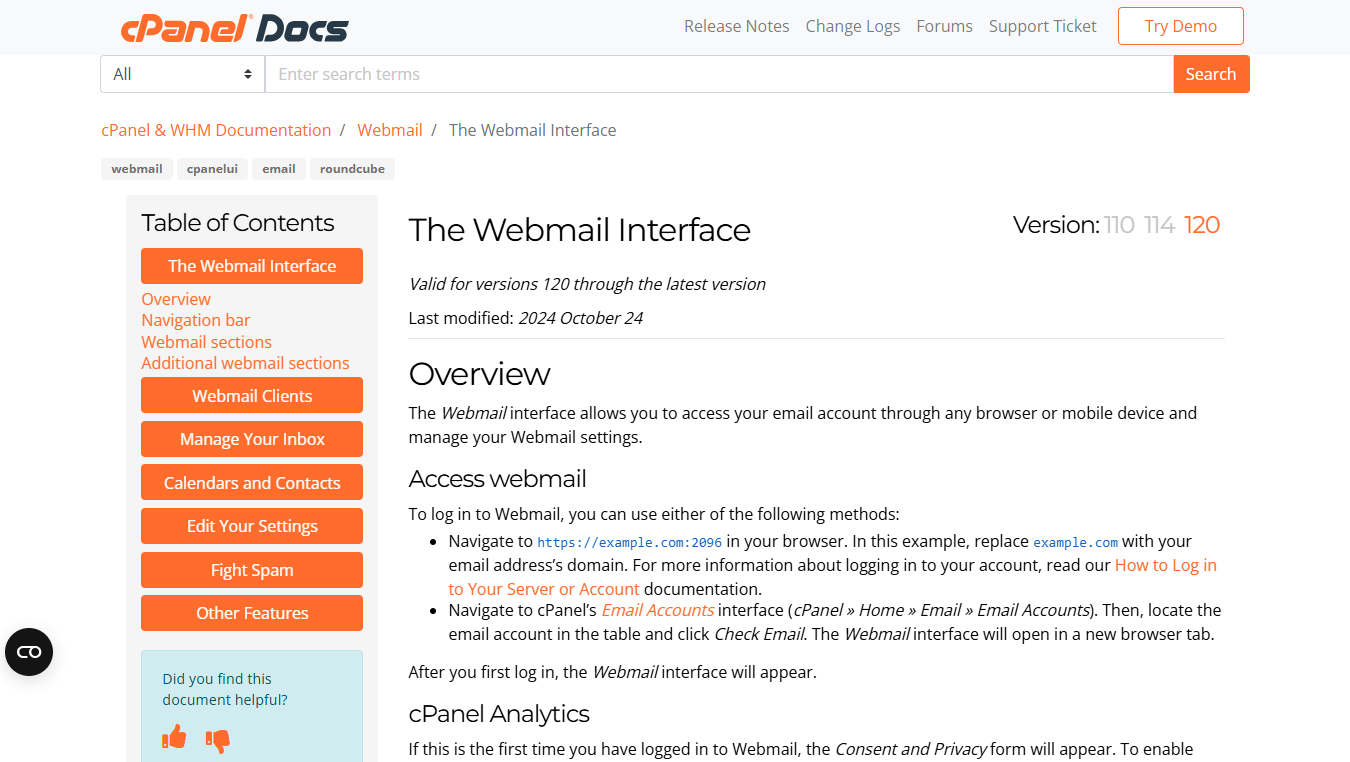 cPanel Docs
Release Notes Change Logs Forums Support Ticket Try Demo
All Enter search terms Search
cPanel & WHM Documentation / Webmail / The Webmail Interface
webmail cpanelui email roundcube
Table of Contents
The Webmail Interface
Overview
Navigation bar
Webmail sections
Additional webmail sections
Webmail Clients
Manage Your Inbox
Calendars and Contacts
Edit Your Settings
Fight Spam
Other Features
Did you find this
document helpful?
The Webmail Interface
Version: 110 114 120
Valid for versions 120 through the latest version
Last modified: 2024 October 24
Overview
The Webmail interface allows you to access your email account through any browser or mobile device and
manage your Webmail settings.
Access webmail
To log in to Webmail, you can use either of the following methods:
• Navigate to https://example.com:2096 in your browser. In this example, replace example.com with your
email address’s domain. For more information about logging in to your account, read our How to Log in
to Your Server or Account documentation.
• Navigate to cPanel’s Email Accounts interface (cPanel » Home » Email » Email Accounts). Then, locate the
email account in the table and click Check Email. The Webmail interface will open in a new browser tab.
After you first log in, the Webmail interface will appear.
cPanel Analytics
If this is the first time you have logged in to Webmail, the Consent and Privacy form will appear. To enable